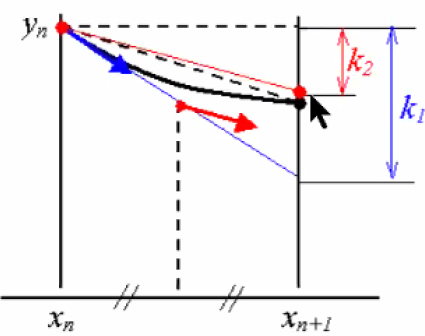 yₙ
k₂
k₁
xₙ
xₙ₊₁